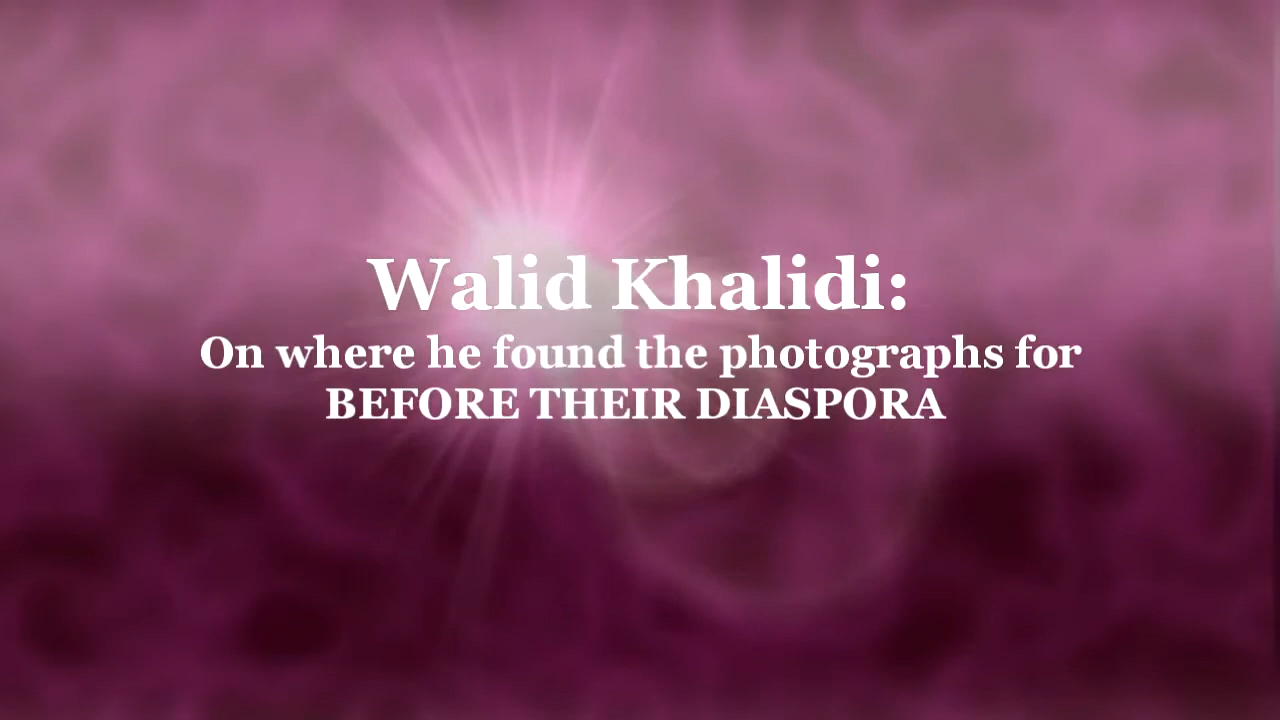 Walid Khalidi:
On where he found the photographs for
BEFORE THEIR DIASPORA